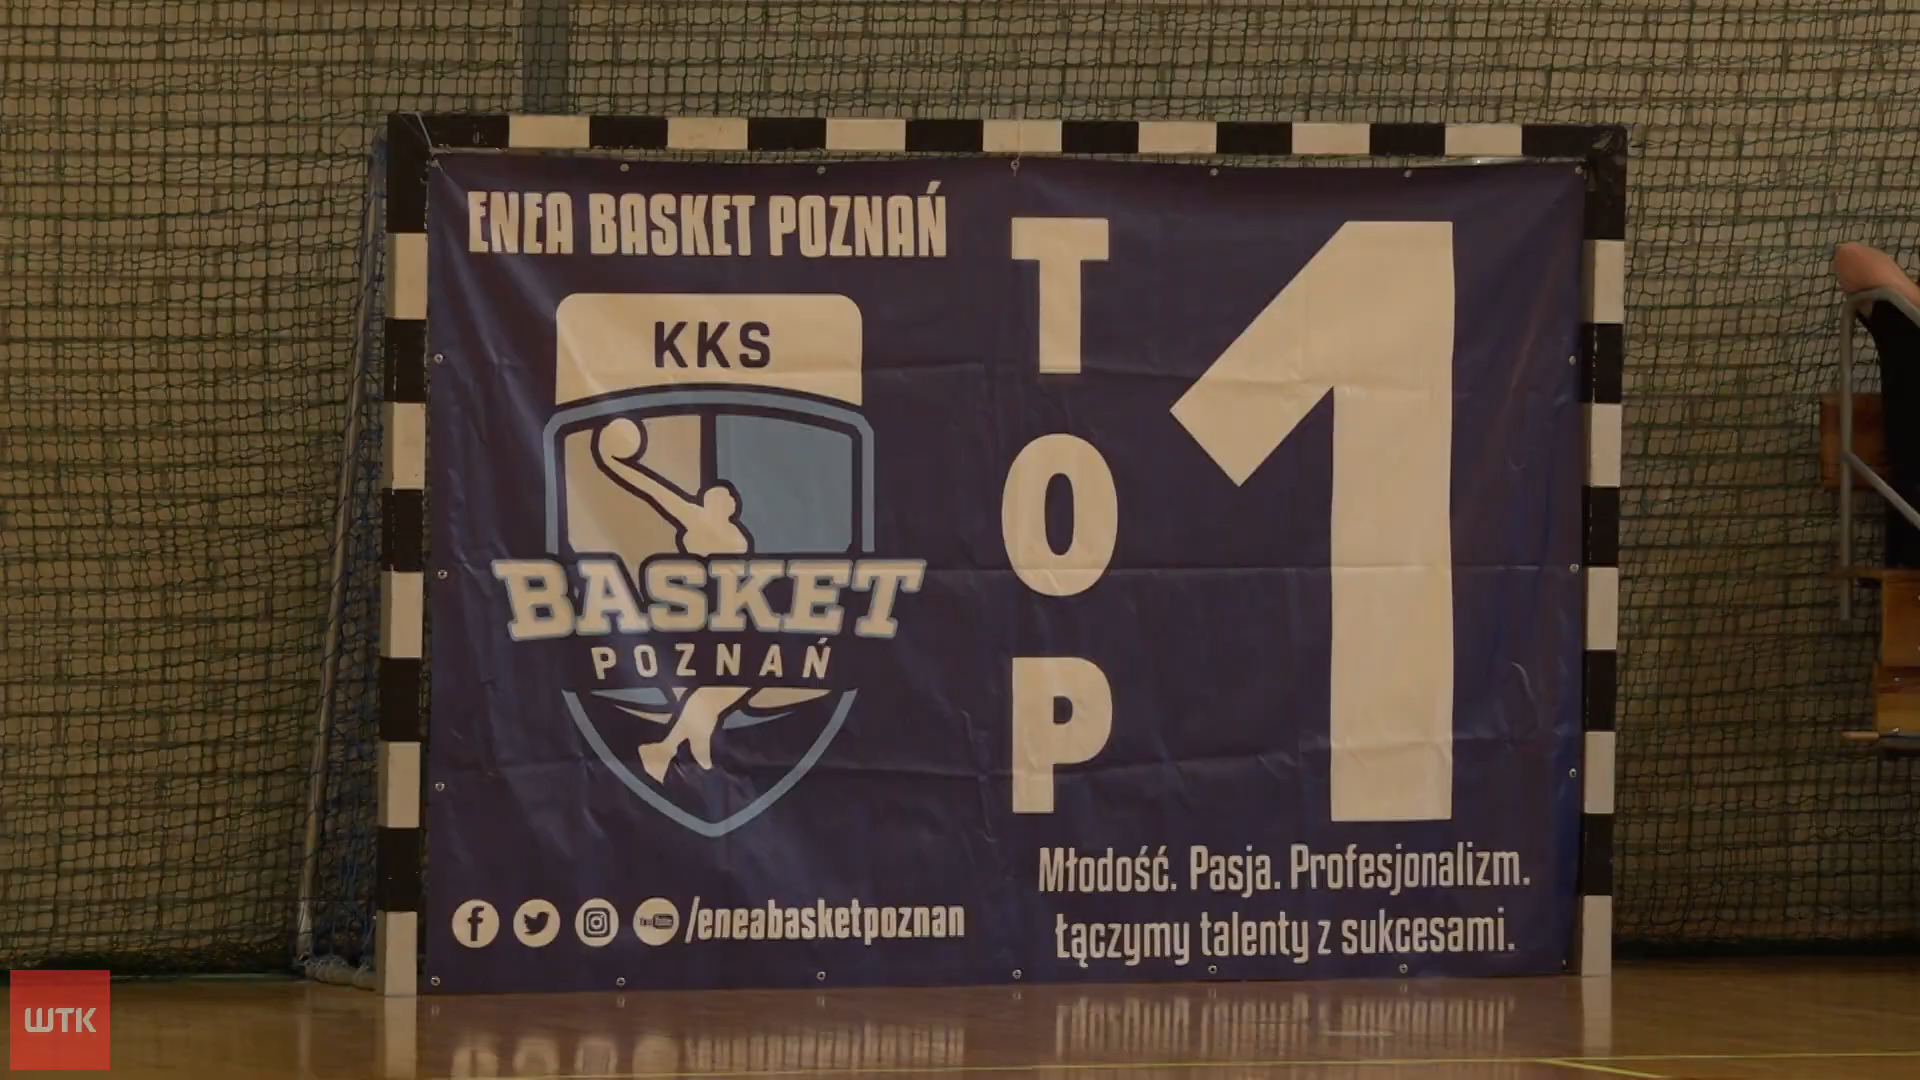 ENEA BASKET POZNAŃ
KKS
BASKET
POZNAŃ
/eneabasketpoznan
TOP
1
Młodość. Pasja. Profesjonalizm.
Łączymy talenty z sukcesami.
WTK